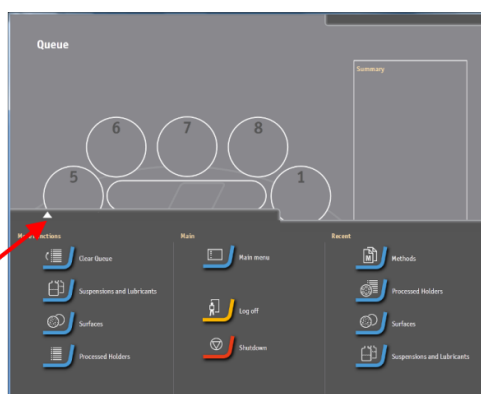 Queue
Summary
6 7 8
5 1
Main
Recent
Clear Queue
Main menu
Methods
Suspensions and Lubricants
Processed Holders
Log off
Surfaces
Surfaces
Shutdown
Processed Holders
Suspensions and Lubricants